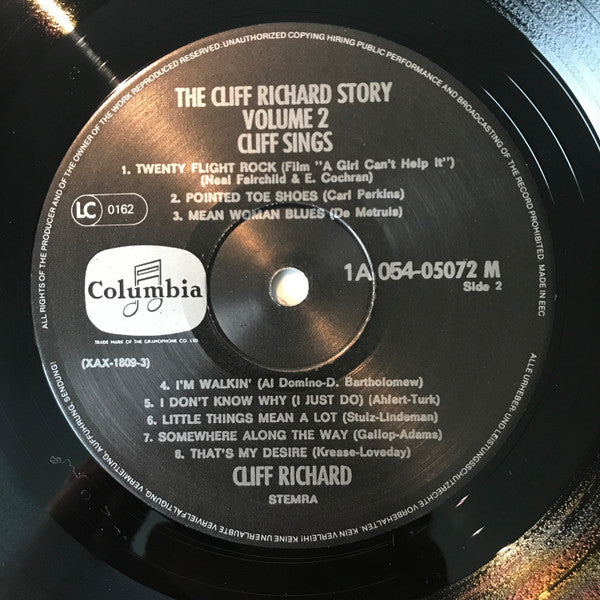 ALL RIGHTS OF THE PRODUCER AND OF THE OWNER OF THE WORK REPRODUCED RESERVED. UNAUTHORIZED COPYING HIRING PUBLIC PERFORMANCE AND BROADCASTING OF THE RECORD PROHIBITED. MADE IN EEC
THE CLIFF RICHARD STORY
VOLUME 2
CLIFF SINGS
1. TWENTY FLIGHT ROCK (Film "A Girl Can't Help It")
(Neal Fairchild & E. Cochran)
2. POINTED TOE SHOES (Carl Perkins)
3. MEAN WOMAN BLUES (De Metruis)
LC 0162
Columbia
TRADE MARK OF THE GRAMOPHONE CO. LTD.
(XAX-1809-3)
1A 054-05072 M
Side 2
4. I'M WALKIN' (Al Domino-D. Bartholomew)
5. I DON'T KNOW WHY (I JUST DO) (Ahlert-Turk)
6. LITTLE THINGS MEAN A LOT (Stulz-Lindeman)
7. SOMEWHERE ALONG THE WAY (Gallop-Adams)
8. THAT'S MY DESIRE (Krease-Loveday)
CLIFF RICHARD
STEMRA
ALLE URHEBER- UND LEISTUNGSSCHUTZRECHTE VORBEHALTEN. KEIN VERLEIH! KEINE UNERLAUBTE VERVIELFÄLTIGUNG, VERMIETUNG, AUFFÜHRUNG, SENDUNG!